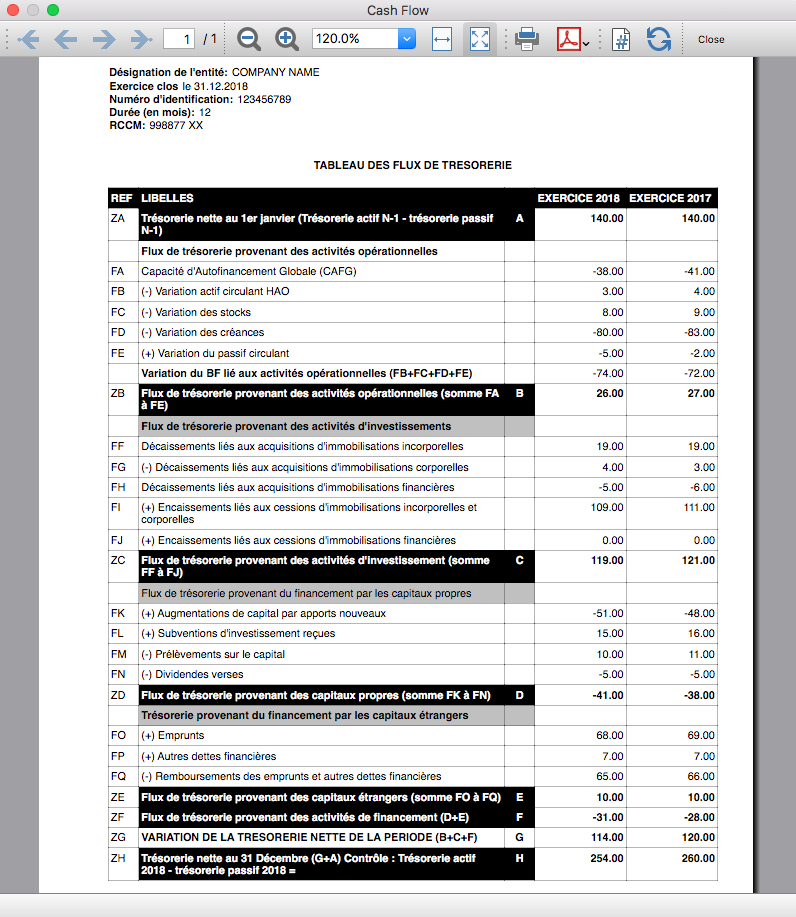 Cash Flow
1 / 1 120.0% Close
Désignation de l'entité: COMPANY NAME
Exercice clos le 31.12.2018
Numéro d'identification: 123456789
Durée (en mois): 12
RCCM: 998877 XX
TABLEAU DES FLUX DE TRESORERIE
REF LIBELLES EXERCICE 2018 EXERCICE 2017
ZA Trésorerie nette au 1er janvier (Trésorerie actif N-1 - trésorerie passif A 140.00 140.00
N-1)
Flux de trésorerie provenant des activités opérationnelles
FA Capacité d'Autofinancement Globale (CAFG) -38.00 -41.00
FB (-) Variation actif circulant HAO 3.00 4.00
FC (-) Variation des stocks 8.00 9.00
FD (-) Variation des créances -80.00 -83.00
FE (+) Variation du passif circulant -5.00 -2.00
Variation du BF lié aux activités opérationnelles (FB+FC+FD+FE) -74.00 -72.00
ZB Flux de trésorerie provenant des activités opérationnelles (somme FA B 26.00 27.00
à FE)
Flux de trésorerie provenant des activités d'investissements
FF Décaissements liés aux acquisitions d'immobilisations incorporelles 19.00 19.00
FG (-) Décaissements liés aux acquisitions d'immobilisations corporelles 4.00 3.00
FH Décaissements liés aux acquisitions d'immobilisations financières -5.00 -6.00
FI (+) Encaissements liés aux cessions d'immobilisations incorporelles et 109.00 111.00
corporelles
FJ (+) Encaissements liés aux cessions d'immobilisations financières 0.00 0.00
ZC Flux de trésorerie provenant des activités d'investissement (somme C 119.00 121.00
FF à FJ)
Flux de trésorerie provenant du financement par les capitaux propres
FK (+) Augmentations de capital par apports nouveaux -51.00 -48.00
FL (+) Subventions d'investissement reçues 15.00 16.00
FM (-) Prélèvements sur le capital 10.00 11.00
FN (-) Dividendes verses -5.00 -5.00
ZD Flux de trésorerie provenant des capitaux propres (somme FK à FN) D -41.00 -38.00
Trésorerie provenant du financement par les capitaux étrangers
FO (+) Emprunts 68.00 69.00
FP (+) Autres dettes financières 7.00 7.00
FQ (-) Remboursements des emprunts et autres dettes financières 65.00 66.00
ZE Flux de trésorerie provenant des capitaux étrangers (somme FO à FQ) E 10.00 10.00
ZF Flux de trésorerie provenant des activités de financement (D+E) F -31.00 -28.00
ZG VARIATION DE LA TRESORERIE NETTE DE LA PERIODE (B+C+F) G 114.00 120.00
ZH Trésorerie nette au 31 Décembre (G+A) Contrôle : Trésorerie actif H 254.00 260.00
2018 - trésorerie passif 2018 =